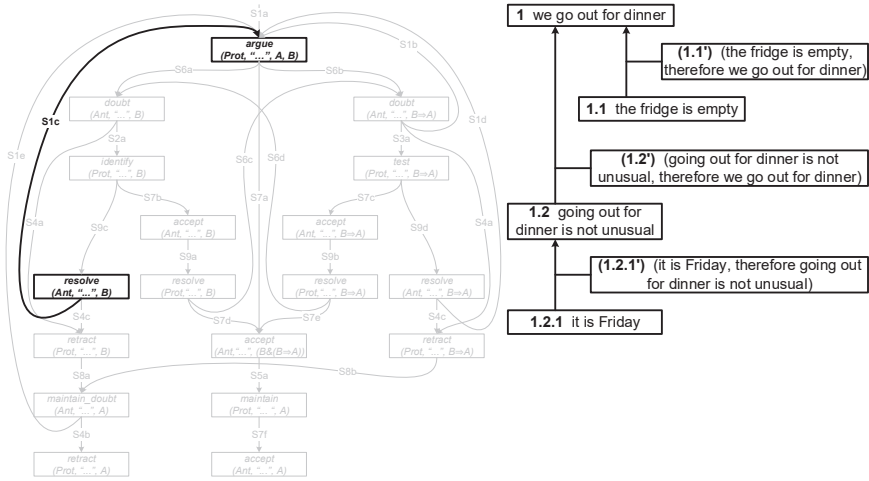 S1a
argue
(Prot, "...", A, B)
S1b
S6a
S6b
doubt
(Ant, "...", B)
doubt
(Ant, "...", B⇒A)
S1c
S1d
S1e
S2a
S3a
S6c
S6d
identify
(Prot, "...", B)
test
(Prot, "...", B⇒A)
S7b
S7a
S7c
S4a
S9c
accept
(Ant, "...", B)
accept
(Ant, "...", B⇒A)
S9d
S4a
S9a
S9b
resolve
(Ant, "...", B)
resolve
(Prot,"...", B)
resolve
(Prot,"...", B⇒A)
resolve
(Ant, "...", B⇒A)
S4c
S7d
S7e
S4c
retract
(Prot, "...", B)
accept
(Ant,"...", (B&(B⇒A))
retract
(Prot, "...", B⇒A)
S8a
S5a
S8b
maintain_doubt
(Ant, "...", A)
maintain
(Prot, "...", A)
S4b
S7f
retract
(Prot, "...", A)
accept
(Ant, "...", A)
1 we go out for dinner
(1.1') (the fridge is empty,
therefore we go out for dinner)
1.1 the fridge is empty
(1.2') (going out for dinner is not
unusual, therefore we go out for dinner)
1.2 going out for
dinner is not unusual
(1.2.1') (it is Friday, therefore going out
for dinner is not unusual)
1.2.1 it is Friday